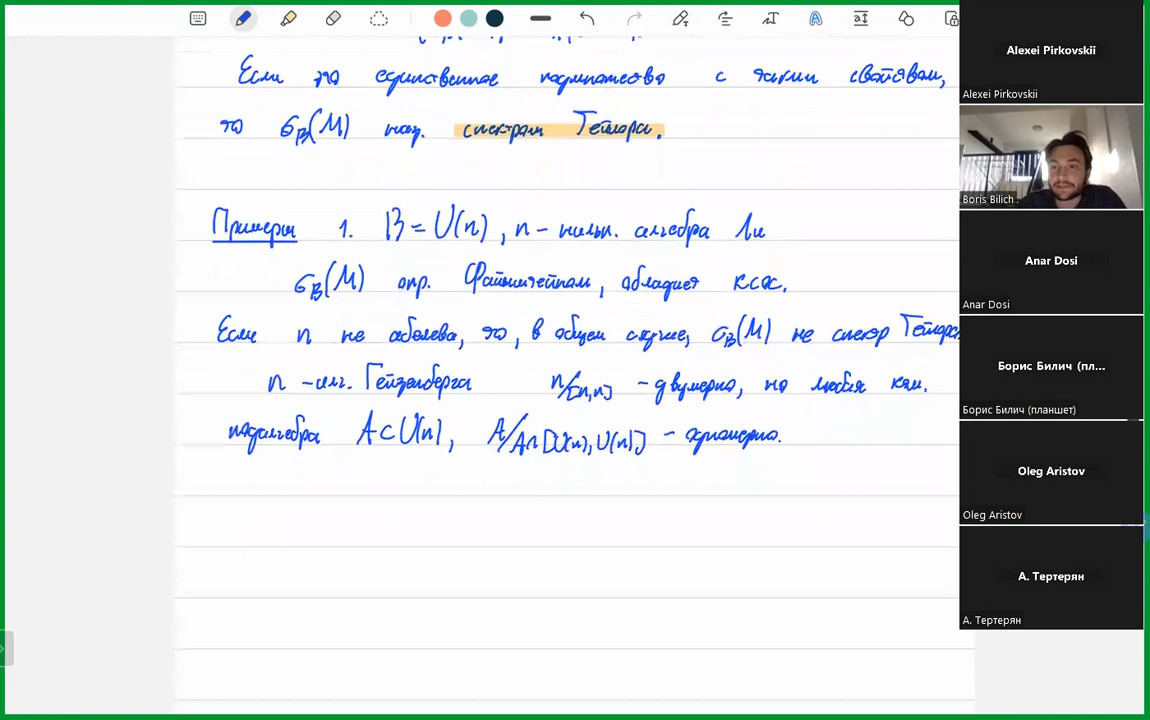 Если это единственное подмножество с таким свойством,
то σ_B(M) наз. спектром Тейлора.
Примеры 1. B = U(n), n – нильп. алгебра Ли
σ_B(M) опр. Файнштейном, обладает КСОС.
Если n не абелева, то, в общем случае, σ_B(M) не спектр Тейлора
n – алг. Гейзенберга n/[n,n] – двумерно, но любая ком.
подалгебра A ⊂ U(n), A/A∩[U(n),U(n)] – одномерно.
Alexei Pirkovskii
Alexei Pirkovskii
Boris Bilich
Anar Dosi
Anar Dosi
Борис Билич (пл...
Борис Билич (планшет)
Oleg Aristov
Oleg Aristov
А. Тертерян
А. Тертерян